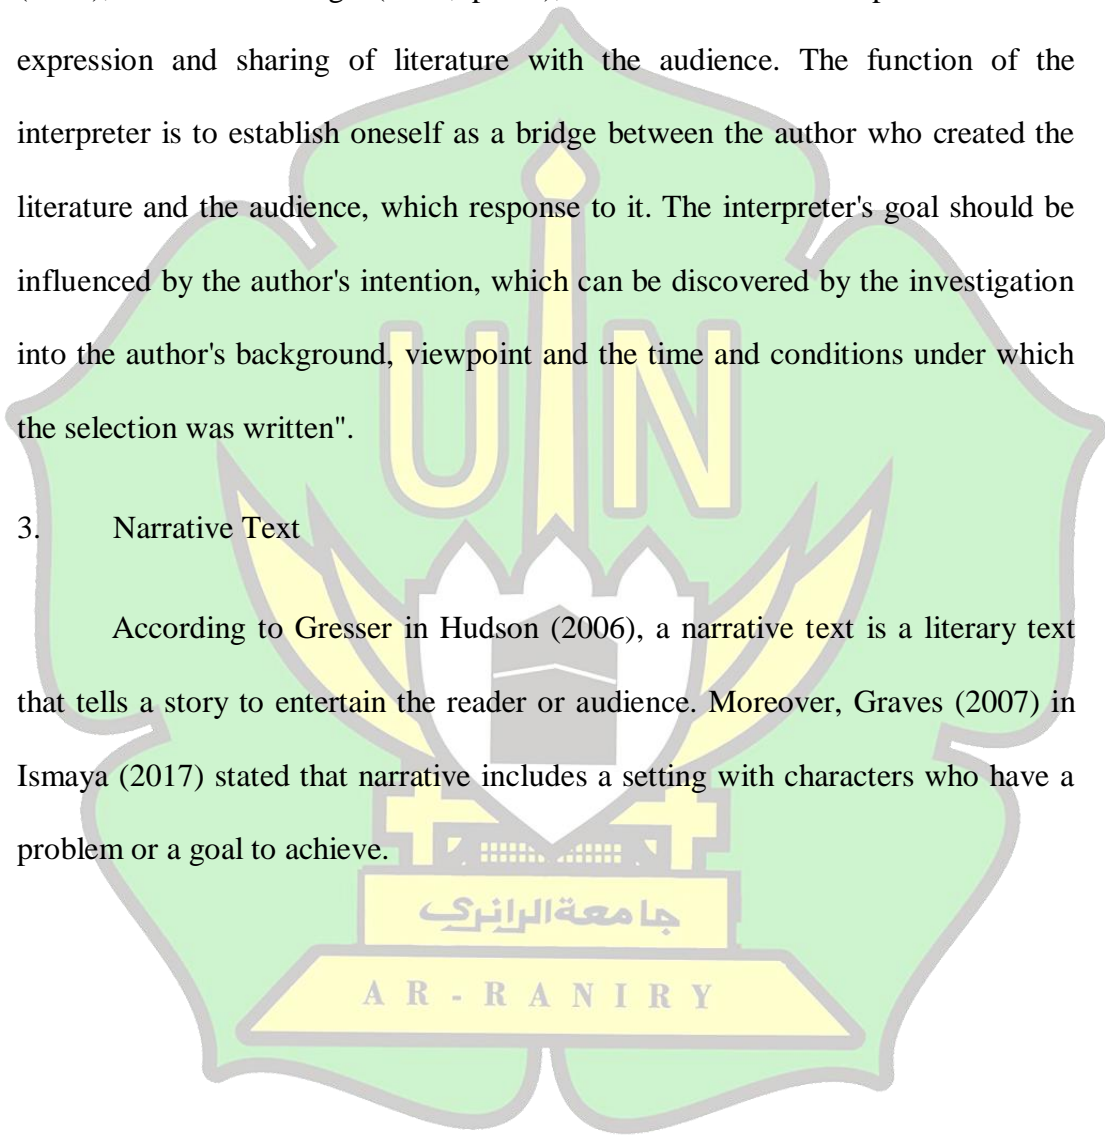 expression and sharing of literature with the audience. The function of the
interpreter is to establish oneself as a bridge between the author who created the
literature and the audience, which response to it. The interpreter's goal should be
influenced by the author's intention, which can be discovered by the investigation
into the author's background, viewpoint and the time and conditions under which
the selection was written".
3. Narrative Text
According to Gresser in Hudson (2006), a narrative text is a literary text
that tells a story to entertain the reader or audience. Moreover, Graves (2007) in
Ismaya (2017) stated that narrative includes a setting with characters who have a
problem or a goal to achieve.
UIN
جامعة الرانري
AR-RANIRY